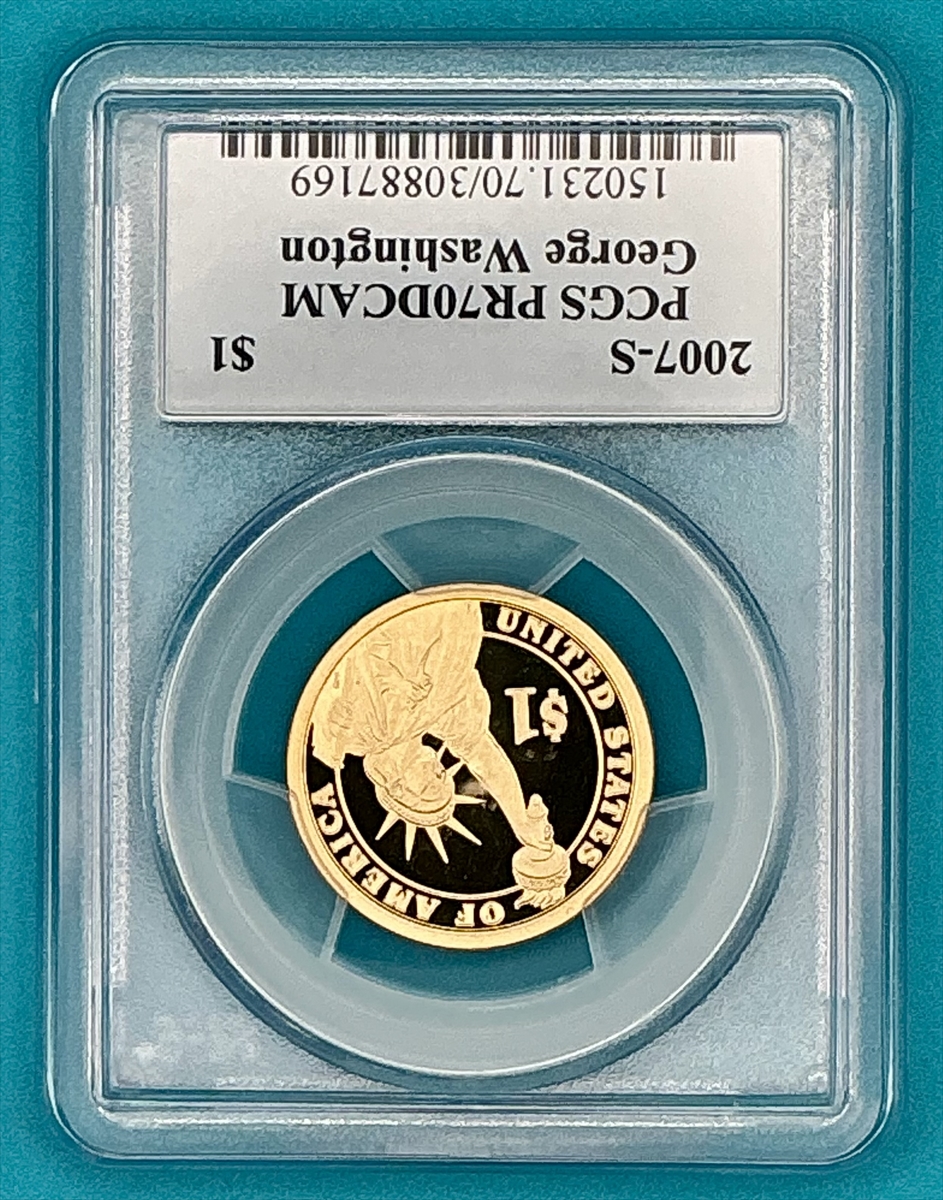 2007-S $1
PCGS PR70DCAM
George Washington
150231.70/30887169
UNITED STATES OF AMERICA
$1